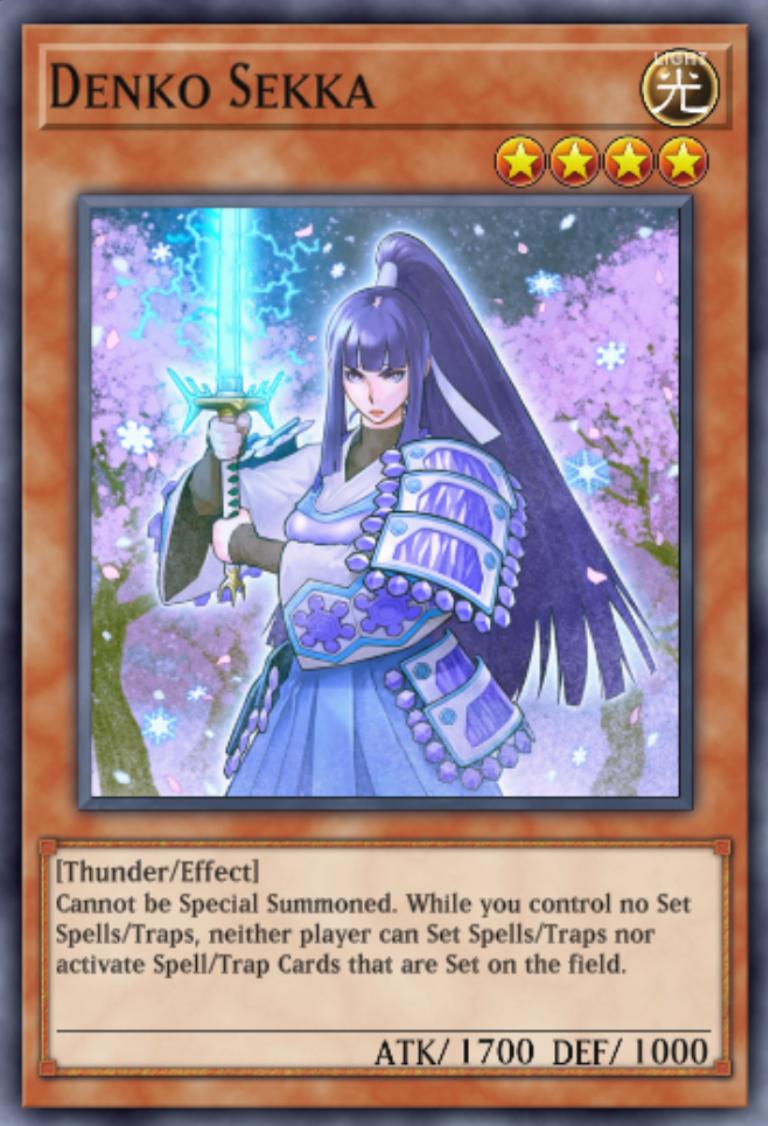 Denko Sekka
LIGHT
光
[Thunder/Effect]
Cannot be Special Summoned. While you control no Set
Spells/Traps, neither player can Set Spells/Traps nor
activate Spell/Trap Cards that are Set on the field.
ATK/ 1700 DEF/ 1000